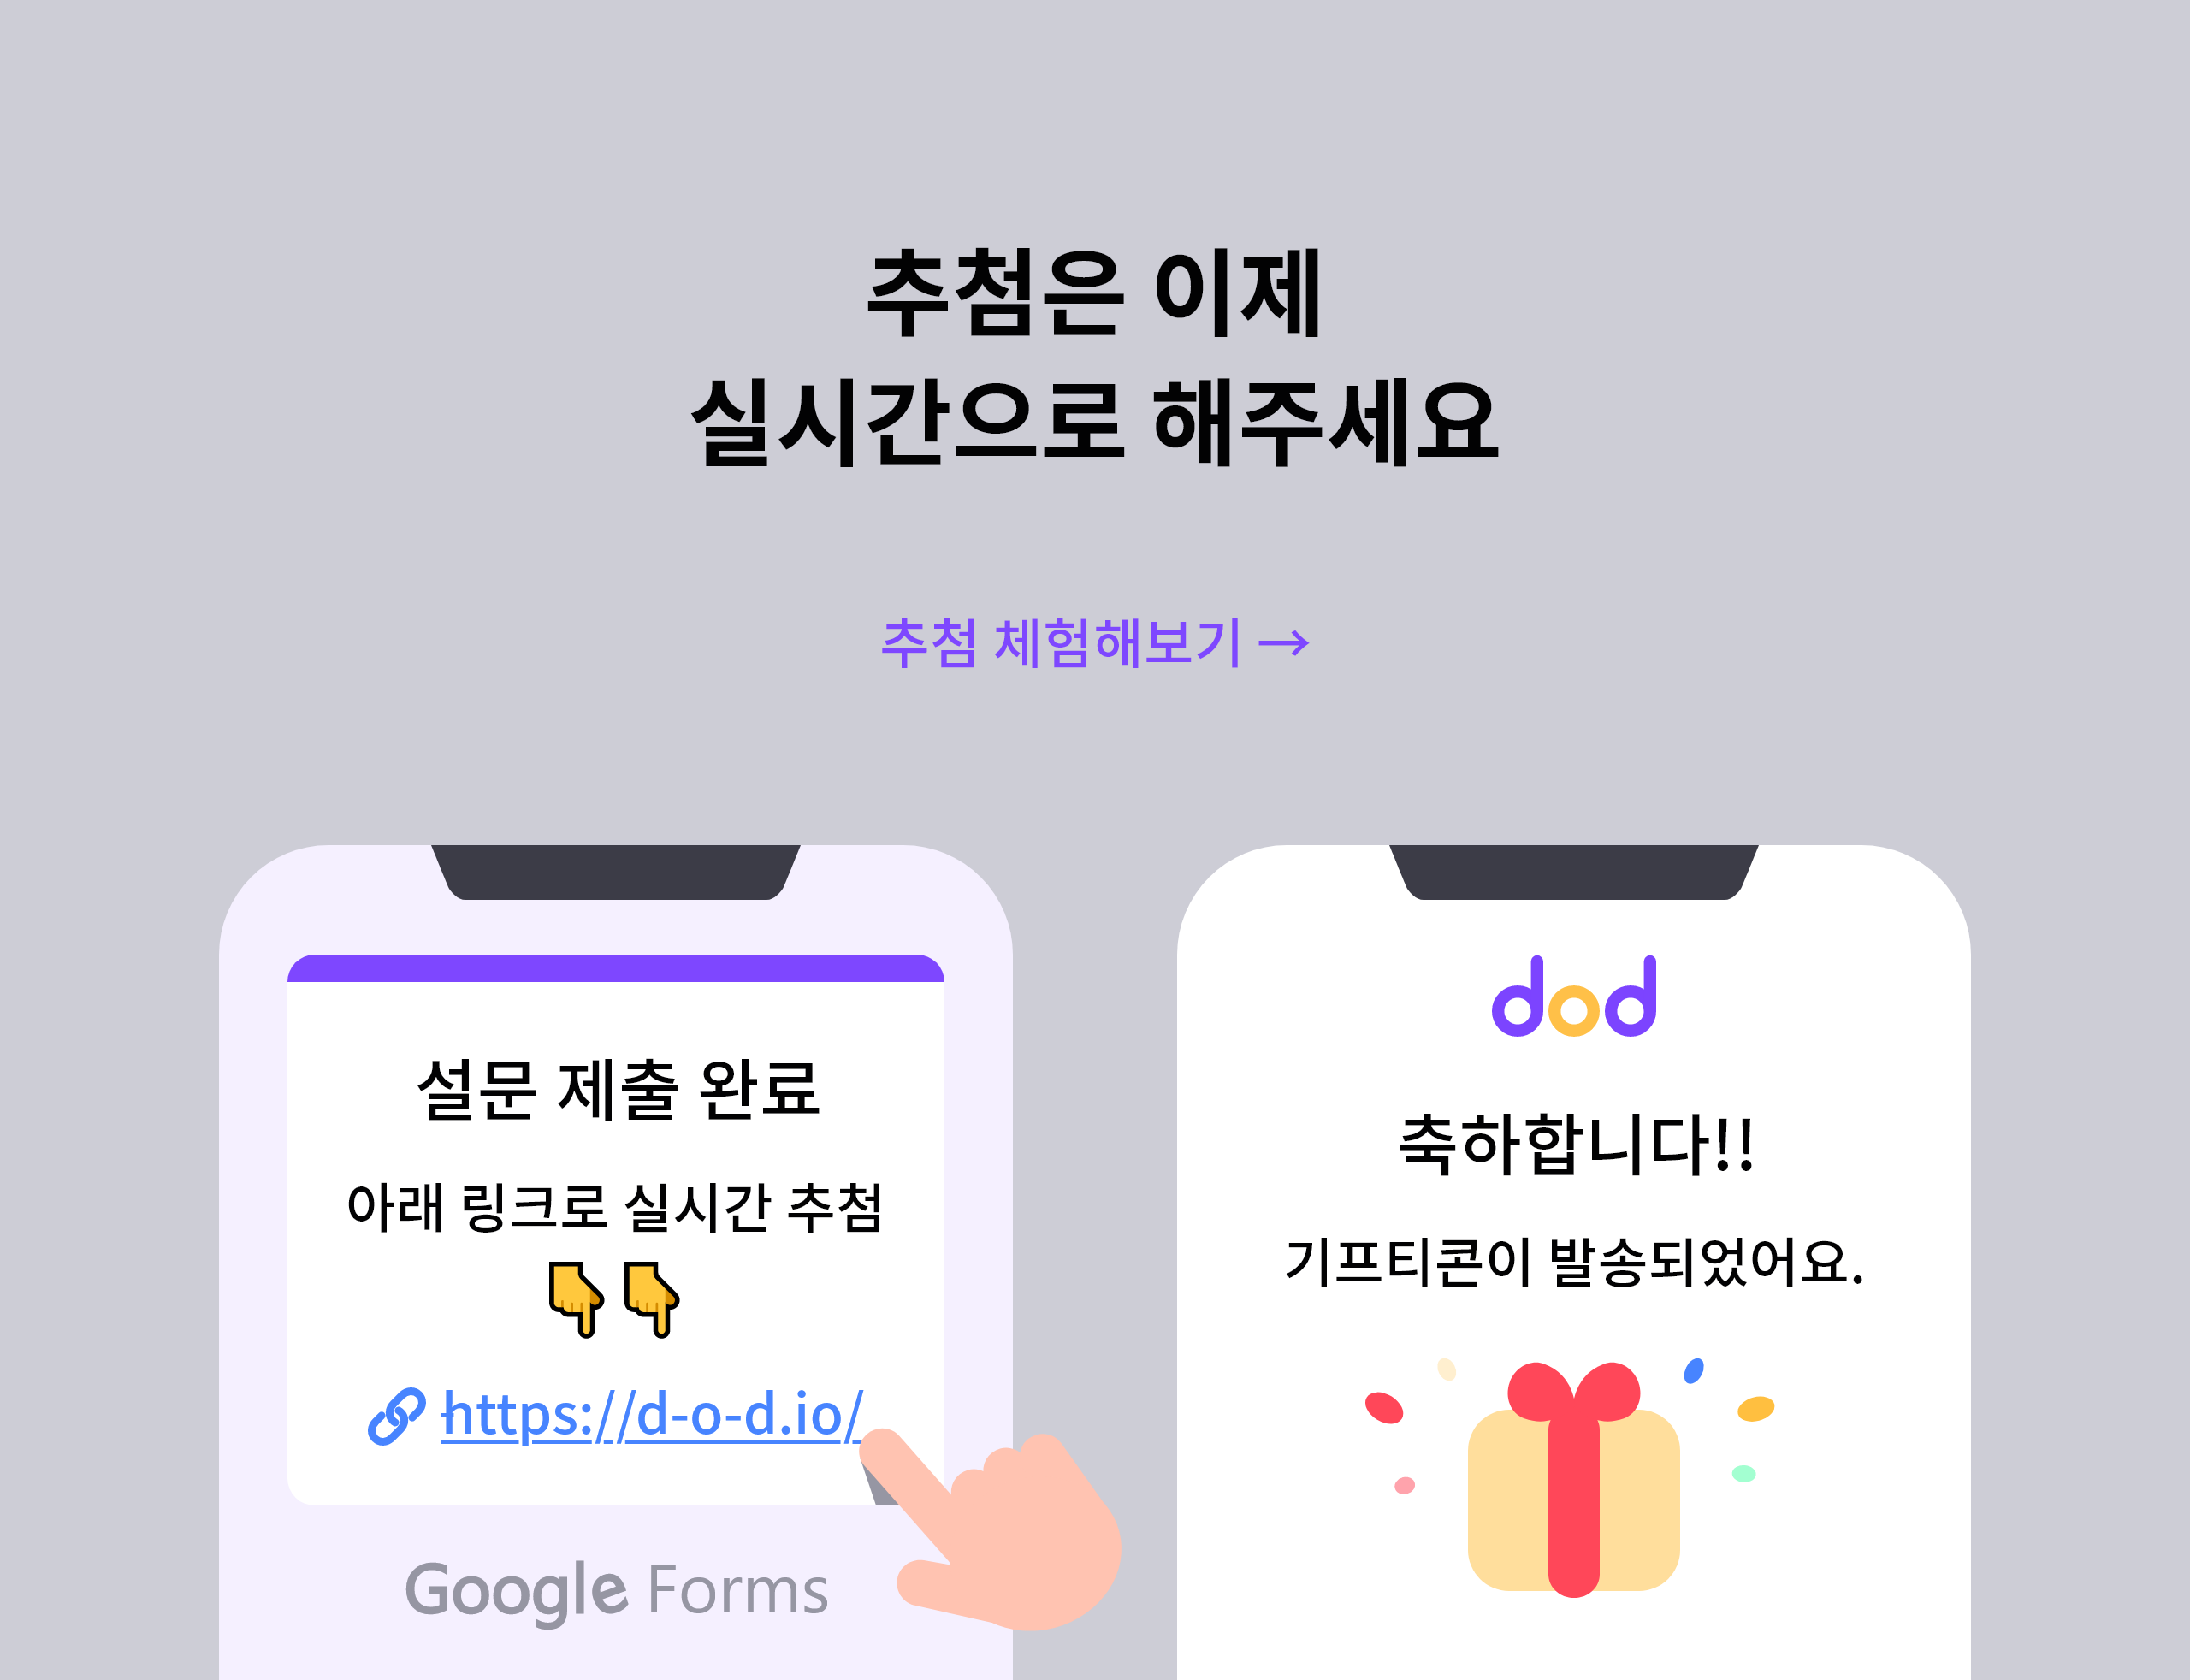 추첨은 이제
실시간으로 해주세요
추첨 체험해보기 →
설문 제출 완료
아래 링크로 실시간 추첨
👇👇
🔗 https://d-o-d.io/
Google Forms
dod
축하합니다!!
기프티콘이 발송되었어요.